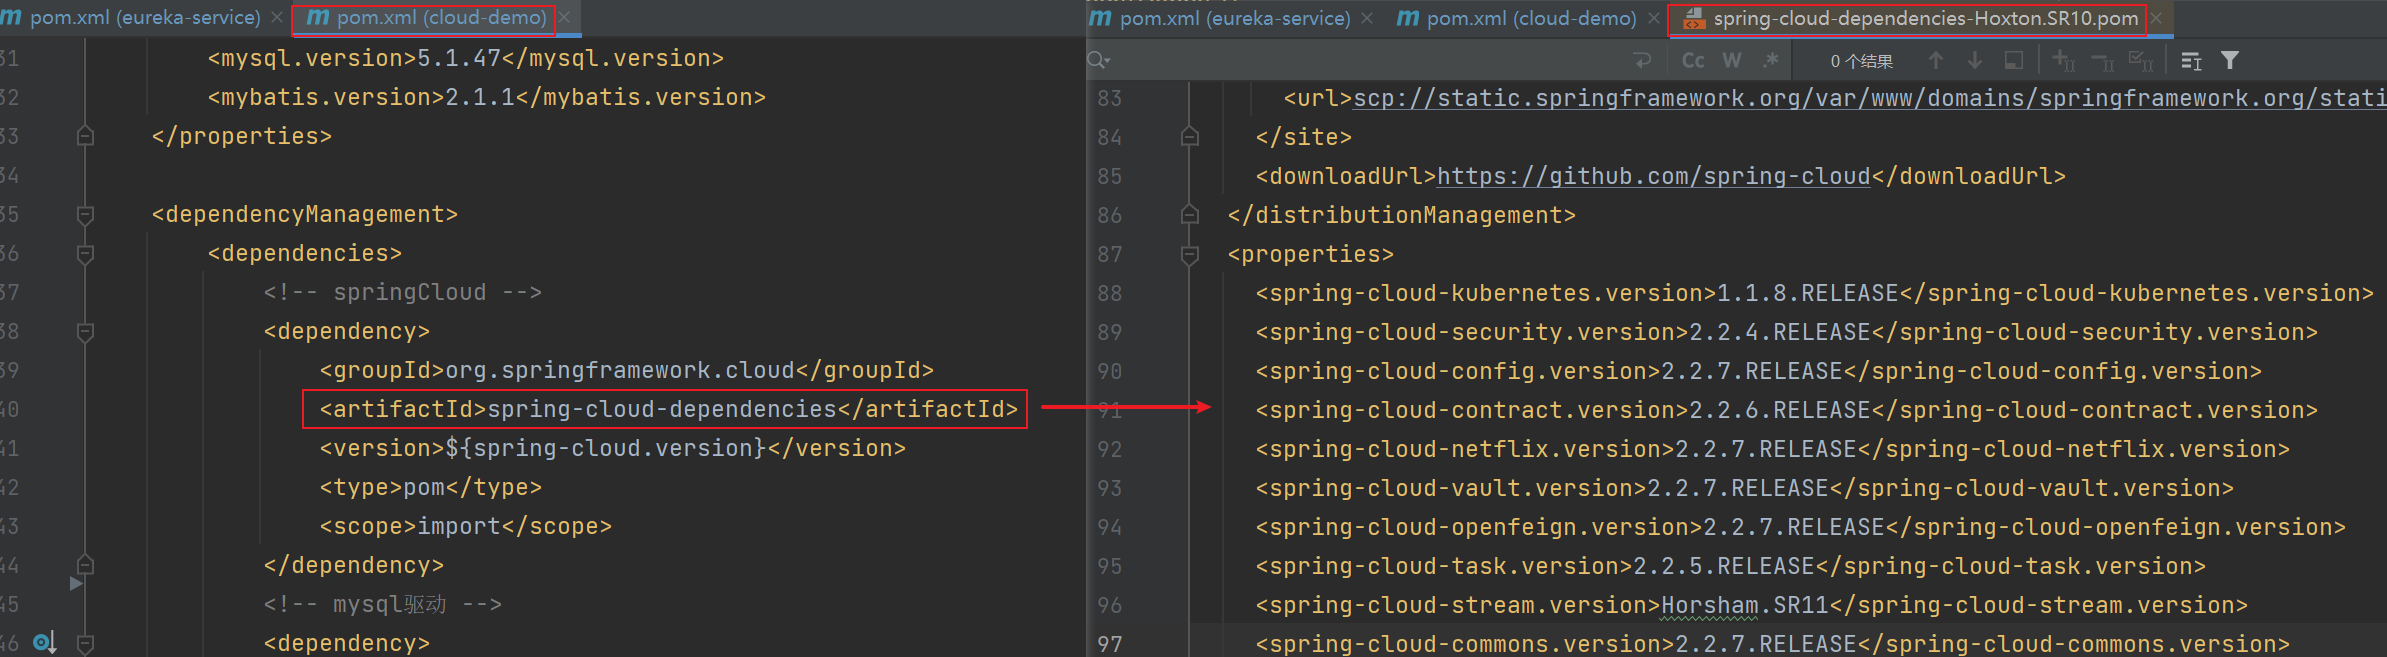 pom.xml (eureka-service)
pom.xml (cloud-demo)
31 <mysql.version>5.1.47</mysql.version>
32 <mybatis.version>2.1.1</mybatis.version>
33 </properties>
34
35 <dependencyManagement>
36 <dependencies>
37 <!-- springCloud -->
38 <dependency>
39 <groupId>org.springframework.cloud</groupId>
40 <artifactId>spring-cloud-dependencies</artifactId>
41 <version>${spring-cloud.version}</version>
42 <type>pom</type>
43 <scope>import</scope>
44 </dependency>
45 <!-- mysql驱动 -->
46 <dependency>
pom.xml (eureka-service)
pom.xml (cloud-demo)
spring-cloud-dependencies-Hoxton.SR10.pom
Cc W .* 0 个结果
83 <url>scp://static.springframework.org/var/www/domains/springframework.org/stati
84 </site>
85 <downloadUrl>https://github.com/spring-cloud</downloadUrl>
86 </distributionManagement>
87 <properties>
88 <spring-cloud-kubernetes.version>1.1.8.RELEASE</spring-cloud-kubernetes.version>
89 <spring-cloud-security.version>2.2.4.RELEASE</spring-cloud-security.version>
90 <spring-cloud-config.version>2.2.7.RELEASE</spring-cloud-config.version>
91 <spring-cloud-contract.version>2.2.6.RELEASE</spring-cloud-contract.version>
92 <spring-cloud-netflix.version>2.2.7.RELEASE</spring-cloud-netflix.version>
93 <spring-cloud-vault.version>2.2.7.RELEASE</spring-cloud-vault.version>
94 <spring-cloud-openfeign.version>2.2.7.RELEASE</spring-cloud-openfeign.version>
95 <spring-cloud-task.version>2.2.5.RELEASE</spring-cloud-task.version>
96 <spring-cloud-stream.version>Horsham.SR11</spring-cloud-stream.version>
97 <spring-cloud-commons.version>2.2.7.RELEASE</spring-cloud-commons.version>